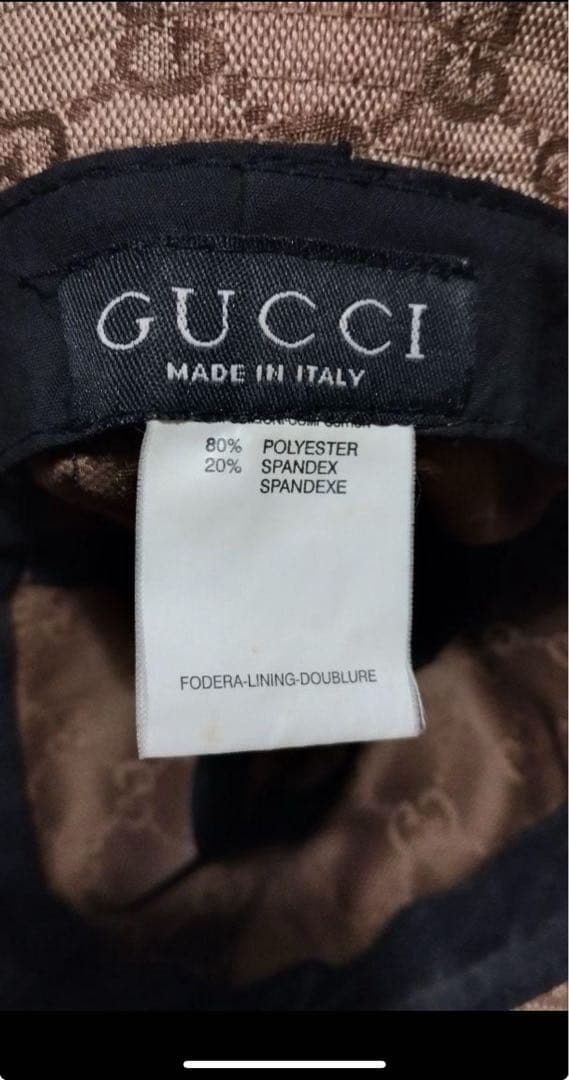 GUCCI
MADE IN ITALY
80% POLYESTER
20% SPANDEX
SPANDEXE
FODERA-LINING-DOUBLURE